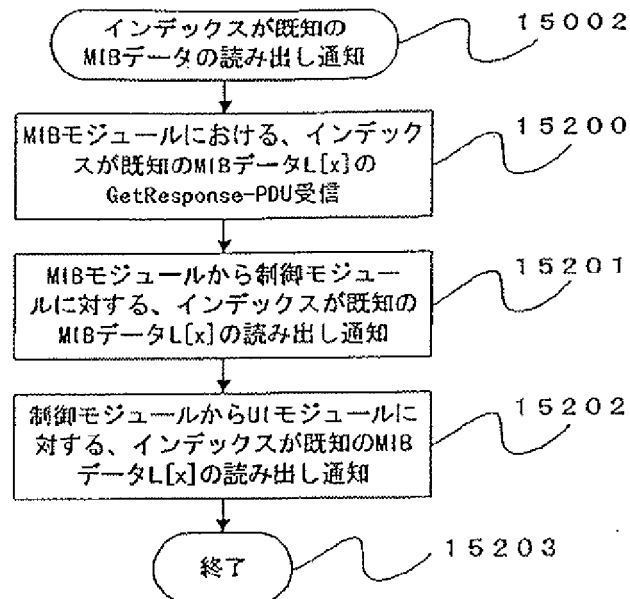 インデックスが既知の
MIBデータの読み出し通知
15002
MIBモジュールにおける、インデック
スが既知のMIBデータL[x]の
GetResponse-PDU受信
15200
MIBモジュールから制御モジュー
ルに対する、インデックスが既知の
MIBデータL[x]の読み出し通知
15201
制御モジュールからUIモジュールに
対する、インデックスが既知のMIB
データL[x]の読み出し通知
15202
終了
15203